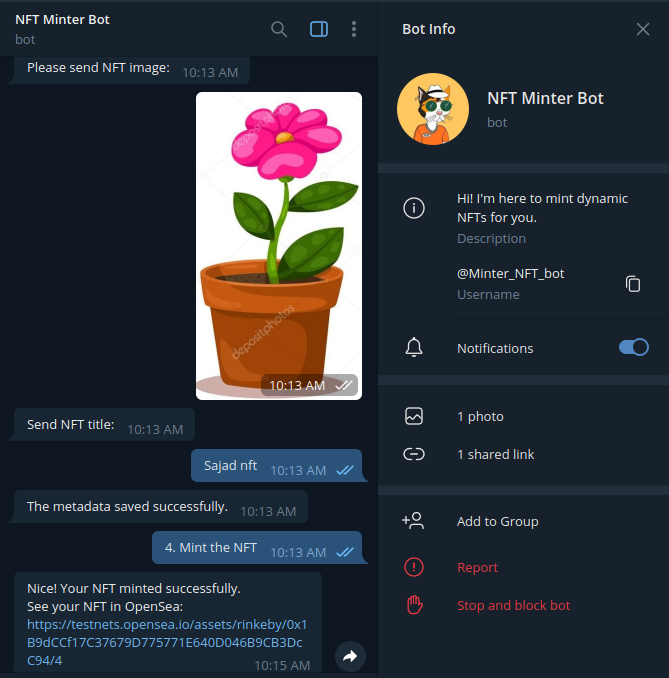 NFT Minter Bot
bot
Please send NFT image: 10:13 AM
depositphotos
depositphotos
10:13 AM
Send NFT title: 10:13 AM
Sajad nft 10:13 AM
The metadata saved successfully. 10:13 AM
4. Mint the NFT 10:13 AM
Nice! Your NFT minted successfully.
See your NFT in OpenSea:
https://testnets.opensea.io/assets/rinkeby/0x1
B9dCCf17C37679D775771E640D046B9CB3Dc
C94/4
10:15 AM
Bot Info
NFT Minter Bot
bot
Hi! I'm here to mint dynamic
NFTs for you.
Description
@Minter_NFT_bot
Username
Notifications
1 photo
1 shared link
Add to Group
Report
Stop and block bot